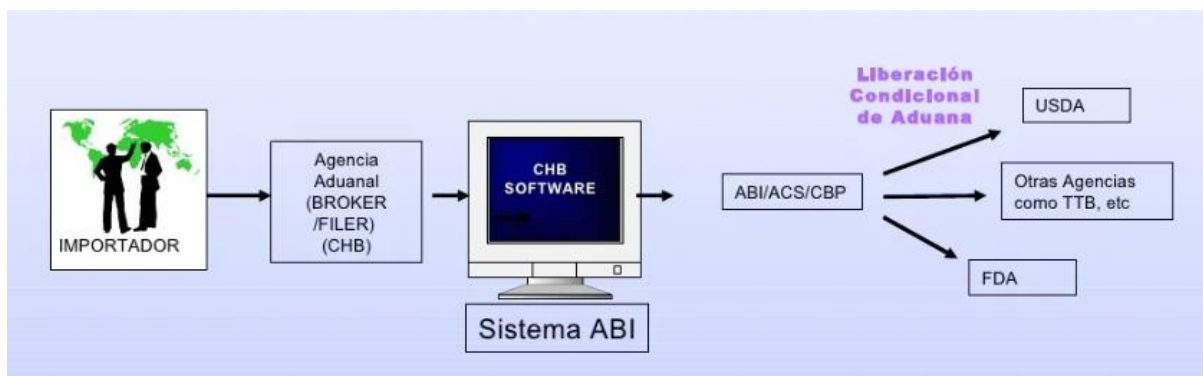 IMPORTADOR
Agencia
Aduanal
(BROKER
/FILER)
(CHB)
CHB
SOFTWARE
Sistema ABI
ABI/ACS/CBP
Liberación
Condicional
de Aduana
USDA
Otras Agencias
como TTB, etc
FDA